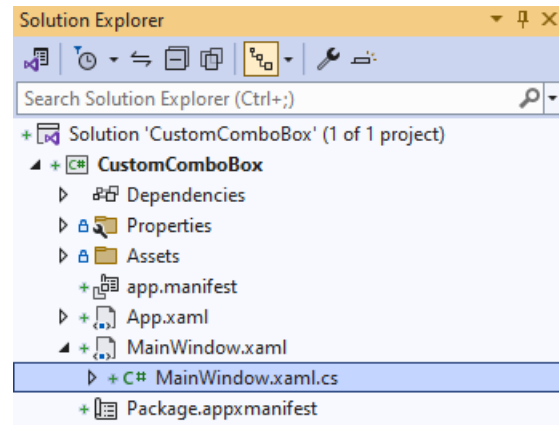 Solution Explorer
Search Solution Explorer (Ctrl+;)
Solution 'CustomComboBox' (1 of 1 project)
C# CustomComboBox
Dependencies
Properties
Assets
app.manifest
App.xaml
MainWindow.xaml
C# MainWindow.xaml.cs
Package.appxmanifest